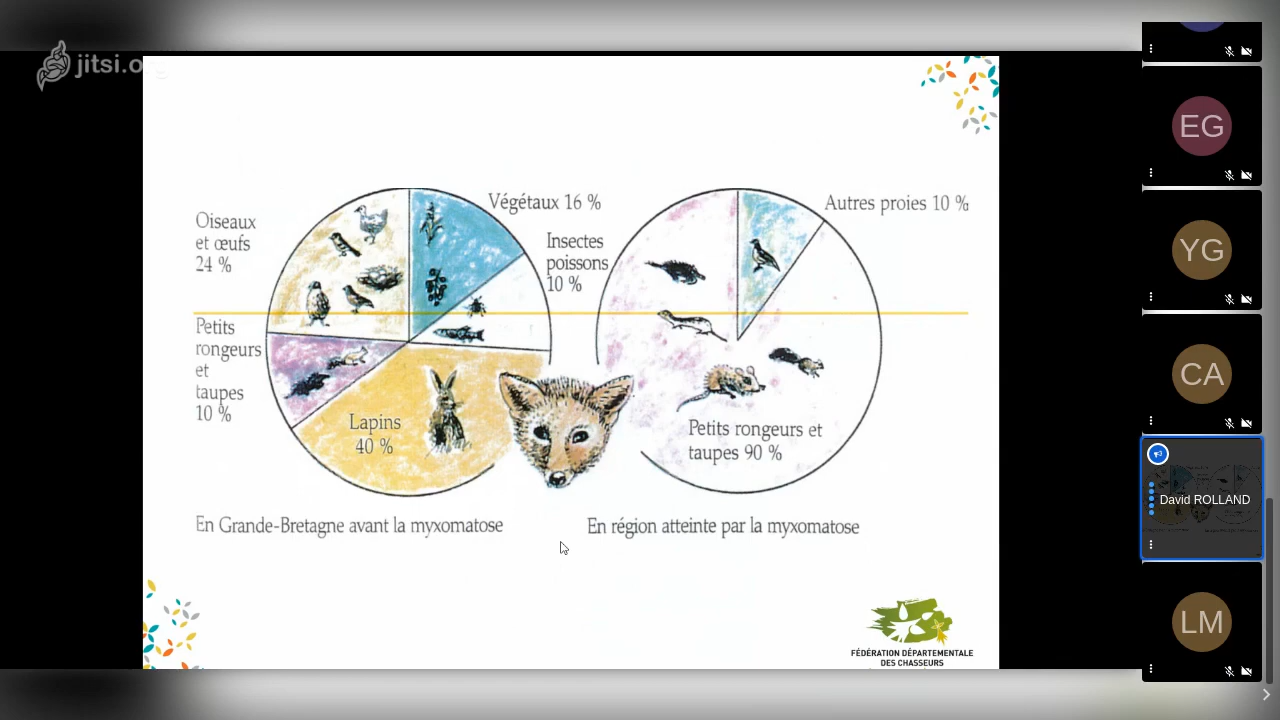 jitsi.org
Végétaux 16 %
Oiseaux
et œufs
24 %
Insectes
poissons
10 %
Petits
rongeurs
et
taupes
10 %
Lapins
40 %
En Grande-Bretagne avant la myxomatose
Autres proies 10 %
Petits rongeurs et
taupes 90 %
En région atteinte par la myxomatose
FÉDÉRATION DÉPARTEMENTALE
DES CHASSEURS
EG
YG
CA
David ROLLAND
LM